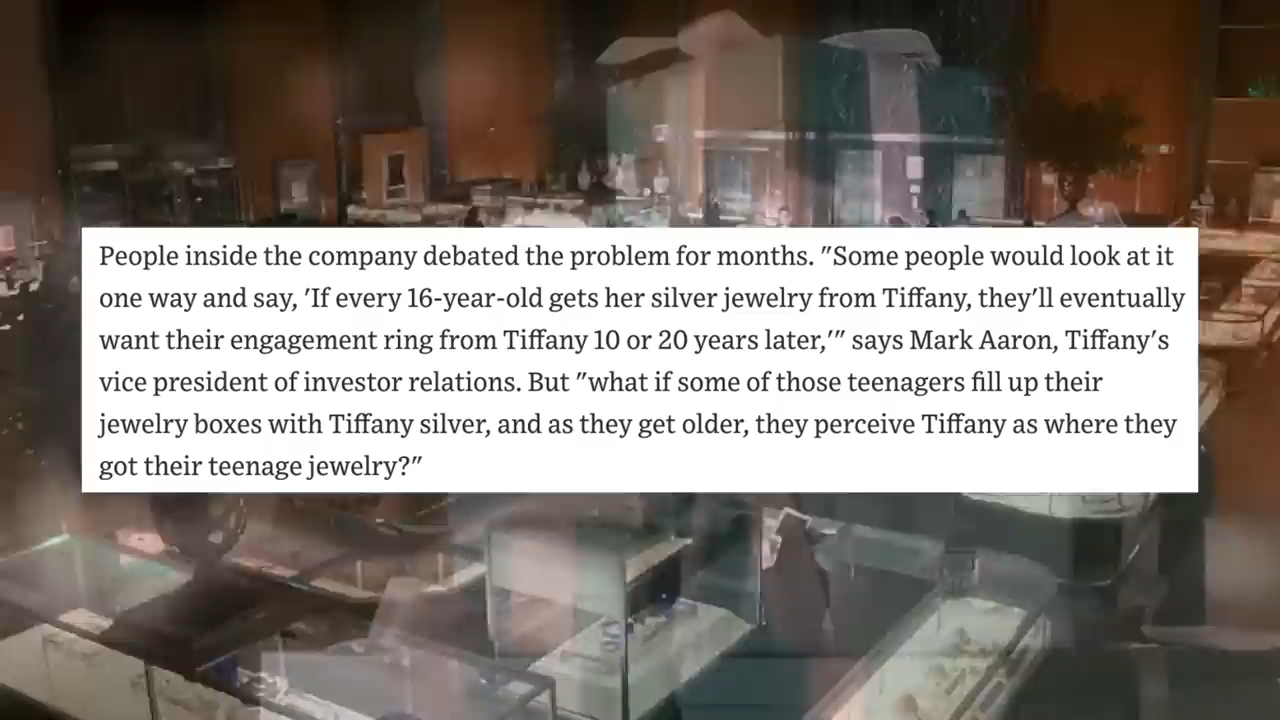 People inside the company debated the problem for months. "Some people would look at it
one way and say, 'If every 16-year-old gets her silver jewelry from Tiffany, they'll eventually
want their engagement ring from Tiffany 10 or 20 years later,'" says Mark Aaron, Tiffany's
vice president of investor relations. But "what if some of those teenagers fill up their
jewelry boxes with Tiffany silver, and as they get older, they perceive Tiffany as where they
got their teenage jewelry?"